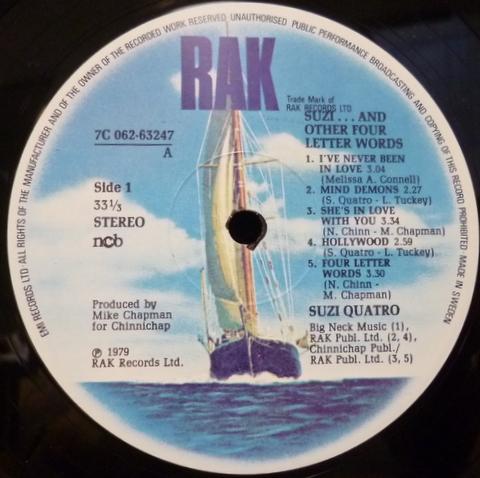 EMI RECORDS LTD ALL RIGHTS OF THE MANUFACTURER AND OF THE OWNER OF THE RECORDED WORK RESERVED UNAUTHORISED PUBLIC PERFORMANCE BROADCASTING AND COPYING OF THIS RECORD PROHIBITED MADE IN SWEDEN
RAK
Trade Mark of
RAK RECORDS LTD
7C 062-63247
A
Side 1
33⅓
STEREO
ncb
Produced by
Mike Chapman
for Chinnichap
℗ 1979
RAK Records Ltd.
SUZI . . . AND
OTHER FOUR
LETTER WORDS
1. I'VE NEVER BEEN
IN LOVE 3.04
(Melissa A. Connell)
2. MIND DEMONS 2.27
(S. Quatro - L. Tuckey)
3. SHE'S IN LOVE
WITH YOU 3.34
(N. Chinn - M. Chapman)
4. HOLLYWOOD 2.59
(S. Quatro - L. Tuckey)
5. FOUR LETTER
WORDS 3.30
(N. Chinn -
M. Chapman)
SUZI QUATRO
Big Neck Music (1),
RAK Publ. Ltd. (2, 4),
Chinnichap Publ./
RAK Publ. Ltd. (3, 5)